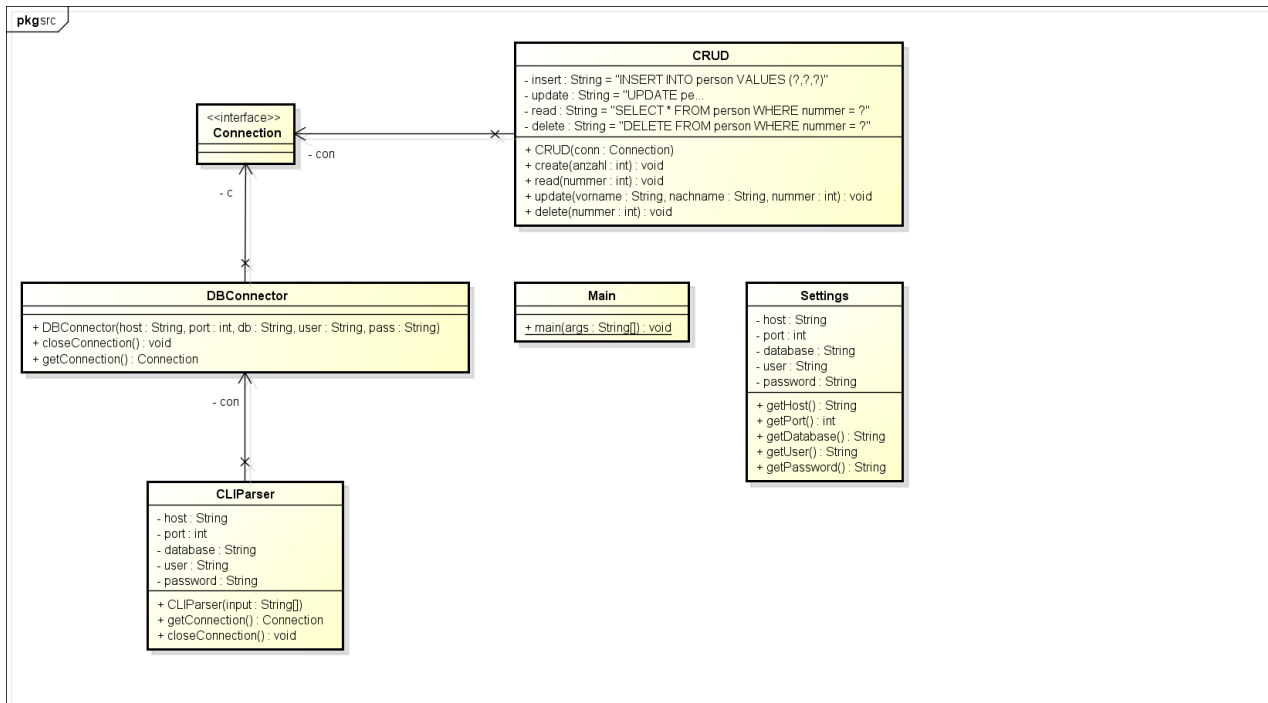 pkg src
CRUD
- insert : String = "INSERT INTO person VALUES (?,?,?)"
- update : String = "UPDATE pe...
- read : String = "SELECT * FROM person WHERE nummer = ?"
- delete : String = "DELETE FROM person WHERE nummer = ?"
+ CRUD(conn : Connection)
+ create(anzahl : int) : void
+ read(nummer : int) : void
+ update(vorname : String, nachname : String, nummer : int) : void
+ delete(nummer : int) : void
<<interface>>
Connection
- con
- c
DBConnector
+ DBConnector(host : String, port : int, db : String, user : String, pass : String)
+ closeConnection() : void
+ getConnection() : Connection
Main
+ main(args : String[]) : void
Settings
- host : String
- port : int
- database : String
- user : String
- password : String
+ getHost() : String
+ getPort() : int
+ getDatabase() : String
+ getUser() : String
+ getPassword() : String
- con
CLIParser
- host : String
- port : int
- database : String
- user : String
- password : String
+ CLIParser(input : String[])
+ getConnection() : Connection
+ closeConnection() : void